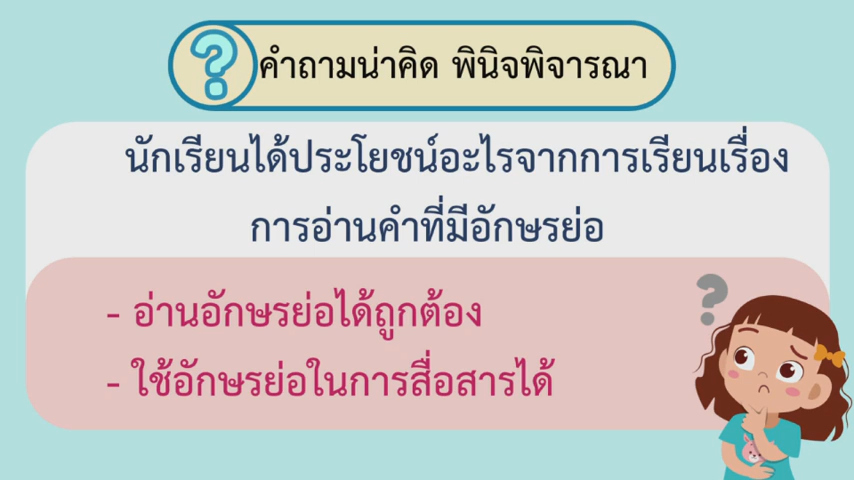 ?
คำถามน่าคิด พินิจพิจารณา
นักเรียนได้ประโยชน์อะไรจากการเรียนเรื่อง
การอ่านคำที่มีอักษรย่อ
- อ่านอักษรย่อได้ถูกต้อง
- ใช้อักษรย่อในการสื่อสารได้
?